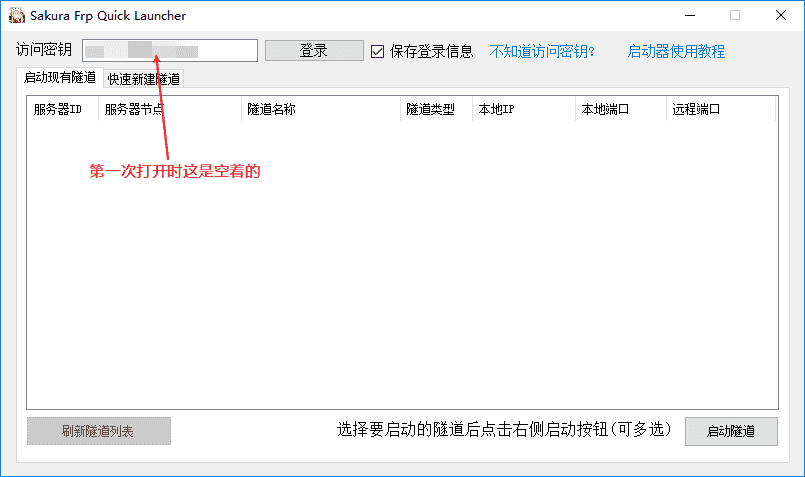 Sakura Frp Quick Launcher
访问密钥 登录 保存登录信息 不知道访问密钥? 启动器使用教程
启动现有隧道 快速新建隧道
服务器ID 服务器节点 隧道名称 隧道类型 本地IP 本地端口 远程端口
第一次打开时这是空着的
刷新隧道列表 选择要启动的隧道后点击右侧启动按钮(可多选) 启动隧道